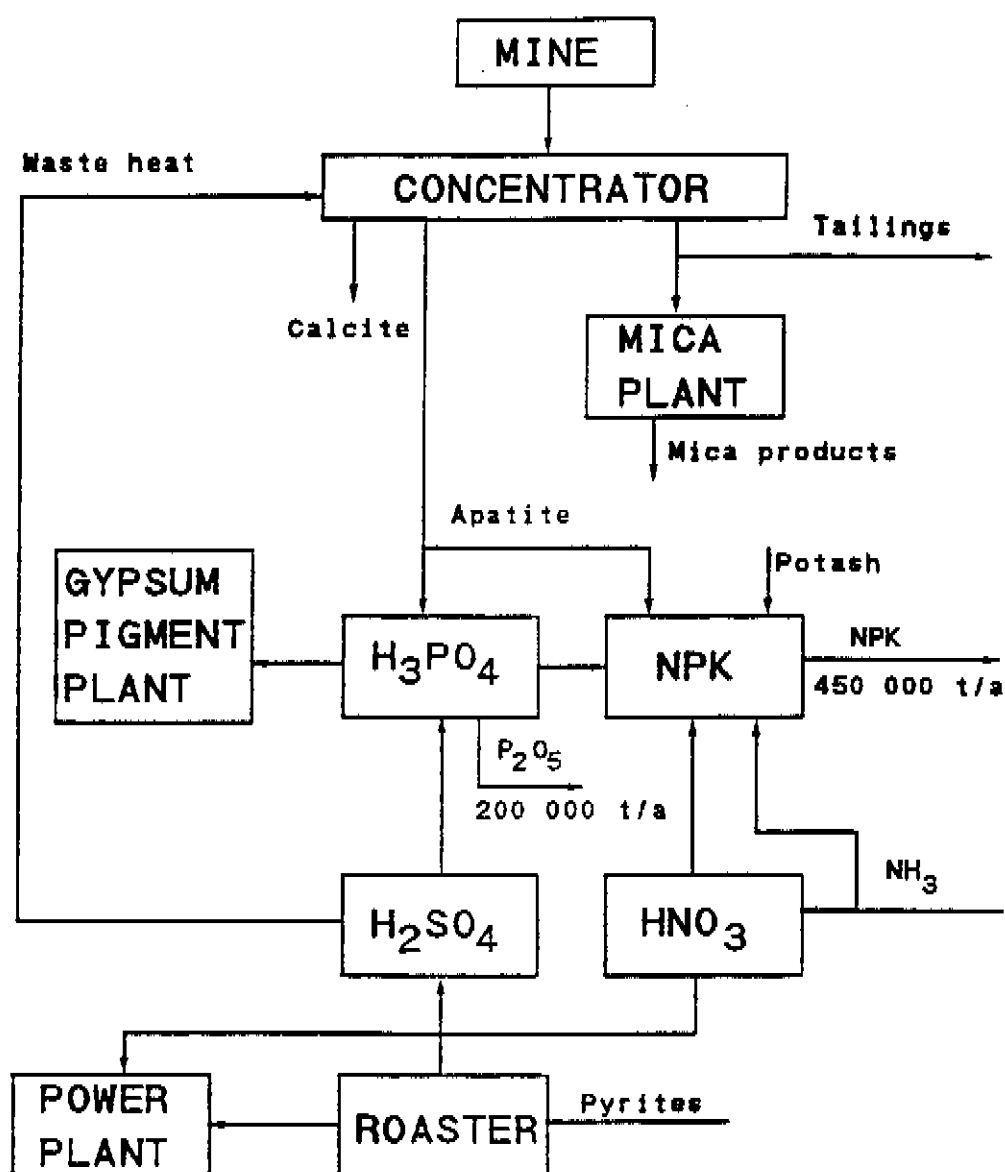 MINE
Waste heat
CONCENTRATOR
Tailings
Calcite
MICA
PLANT
Mica products
Apatite
GYPSUM
PIGMENT
PLANT
Potash
H₃PO₄
NPK
NPK
450 000 t/a
P₂O₅
200 000 t/a
H₂SO₄
HNO₃
NH₃
POWER
PLANT
ROASTER
Pyrites